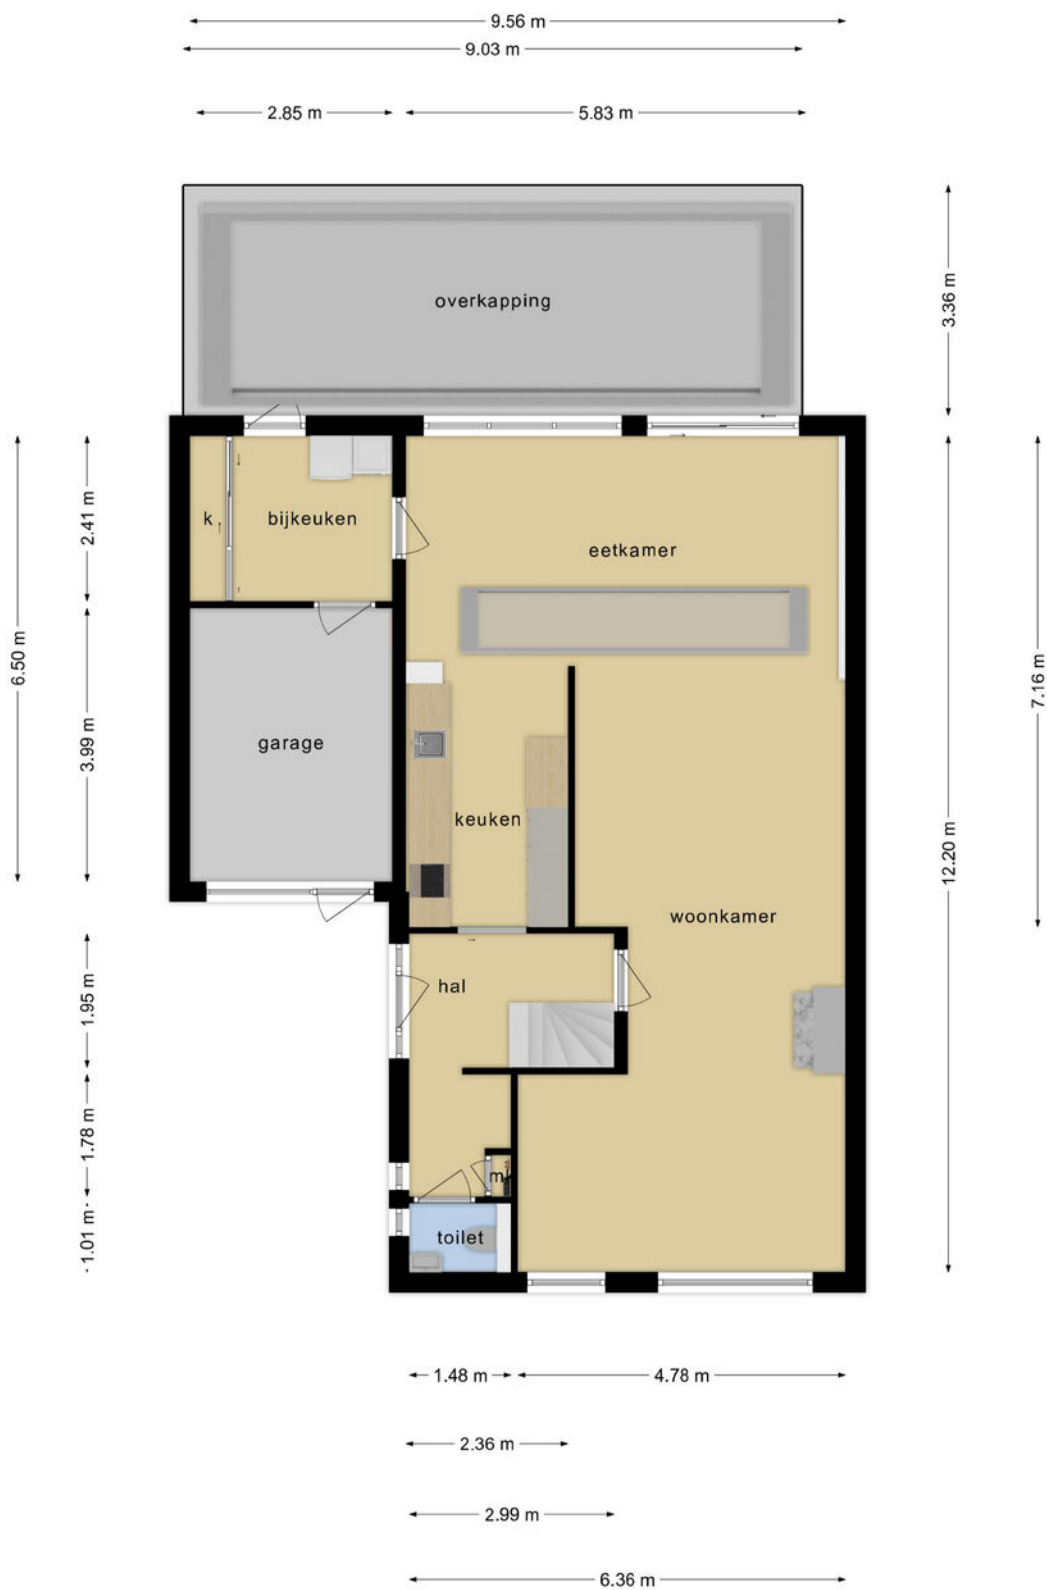 9.56 m
9.03 m
2.85 m
5.83 m
overkapping
3.36 m
k
bijkeuken
eetkamer
2.41 m
6.50 m
7.16 m
3.99 m
garage
keuken
12.20 m
woonkamer
hal
1.95 m
1.78 m
mk
1.01 m
toilet
1.48 m
4.78 m
2.36 m
2.99 m
6.36 m